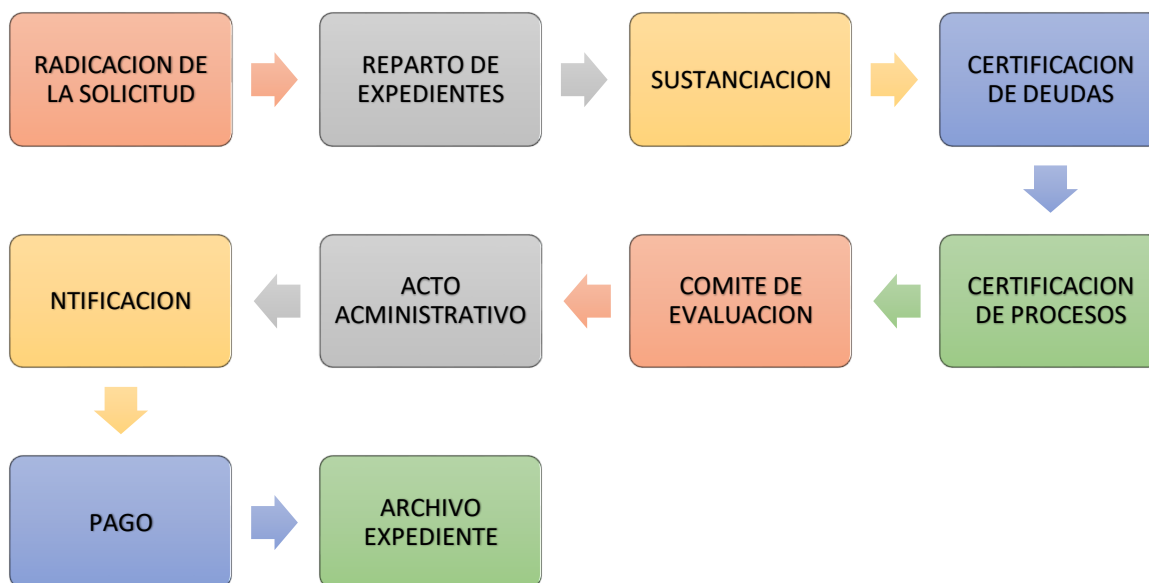 RADICACION DE
LA SOLICITUD
REPARTO DE
EXPEDIENTES
SUSTANCIACION
CERTIFICACION
DE DEUDAS
CERTIFICACION
DE PROCESOS
COMITE DE
EVALUACION
ACTO
ACMINISTRATIVO
NTIFICACION
PAGO
ARCHIVO
EXPEDIENTE